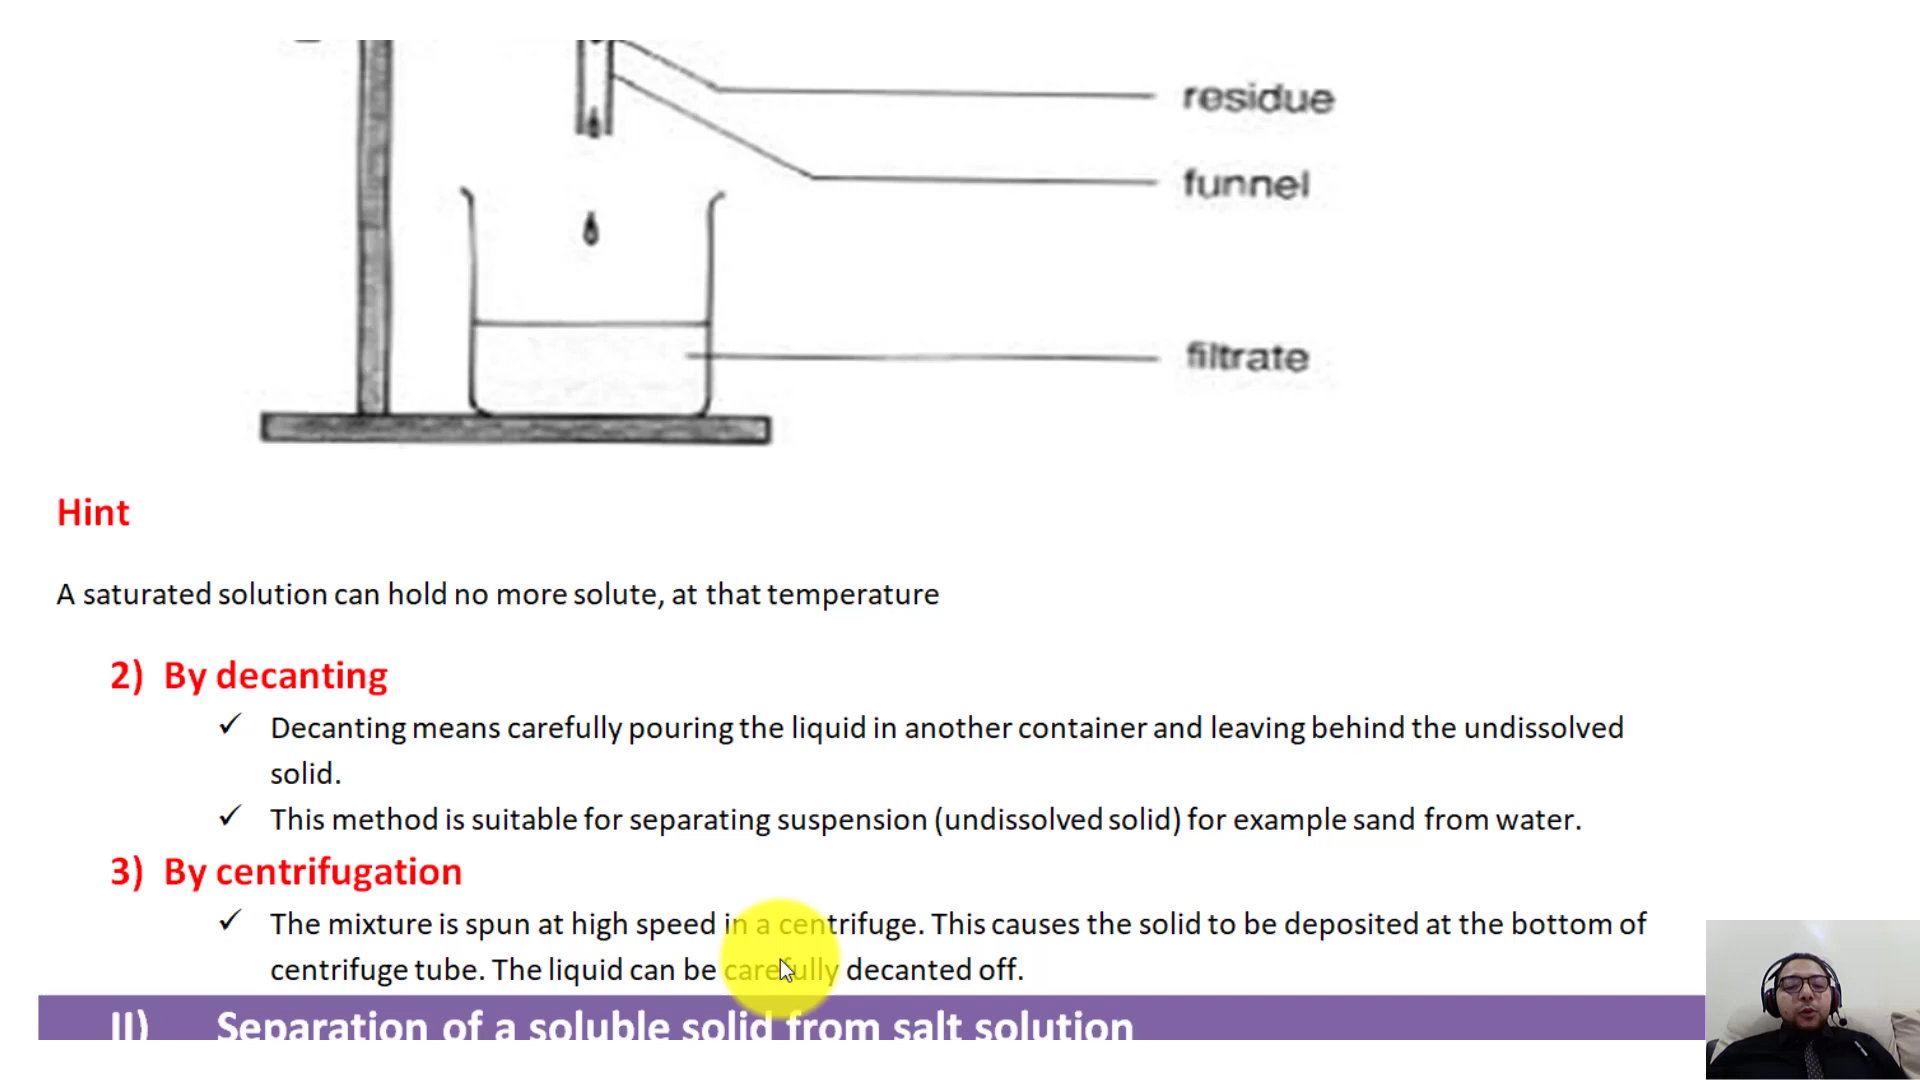 residue
funnel
filtrate
Hint
A saturated solution can hold no more solute, at that temperature
2) By decanting
✓ Decanting means carefully pouring the liquid in another container and leaving behind the undissolved
solid.
✓ This method is suitable for separating suspension (undissolved solid) for example sand from water.
3) By centrifugation
✓ The mixture is spun at high speed in a centrifuge. This causes the solid to be deposited at the bottom of
centrifuge tube. The liquid can be carefully decanted off.
II) Separation of a soluble solid from salt solution